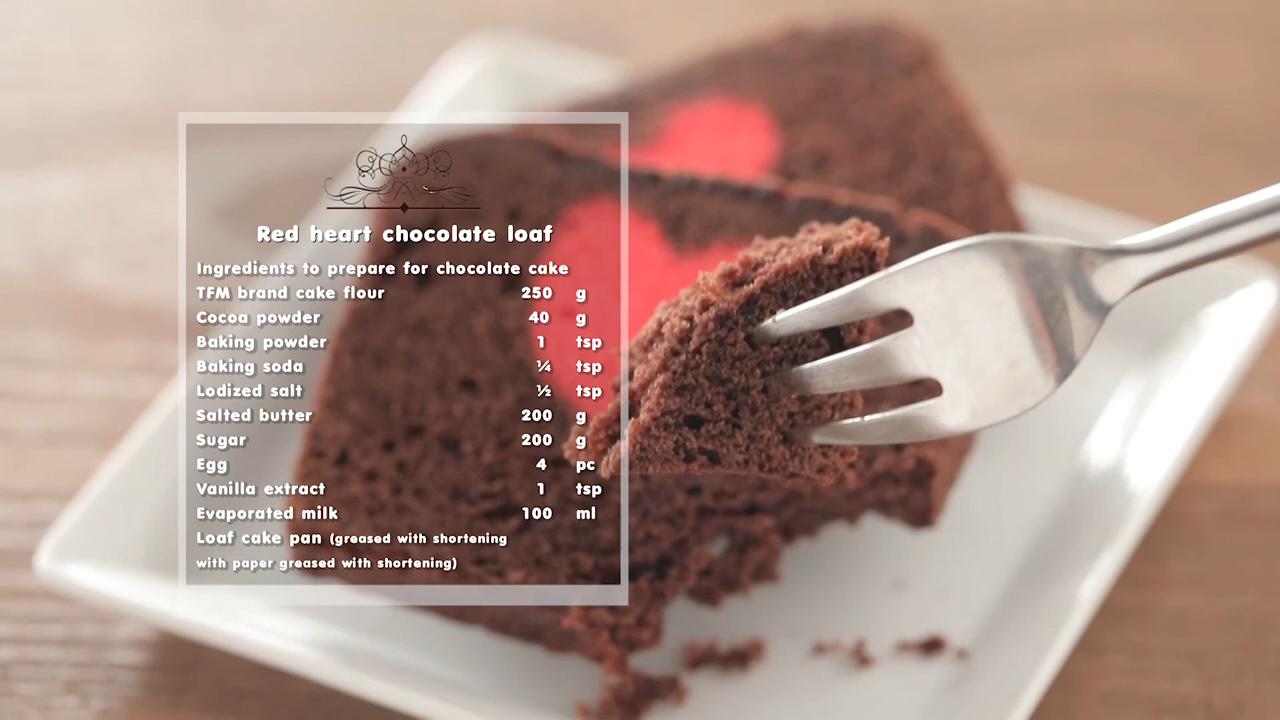 Red heart chocolate loaf
Ingredients to prepare for chocolate cake
TFM brand cake flour 250 g
Cocoa powder 40 g
Baking powder 1 tsp
Baking soda ¼ tsp
Lodized salt ½ tsp
Salted butter 200 g
Sugar 200 g
Egg 4 pc
Vanilla extract 1 tsp
Evaporated milk 100 ml
Loaf cake pan (greased with shortening
with paper greased with shortening)